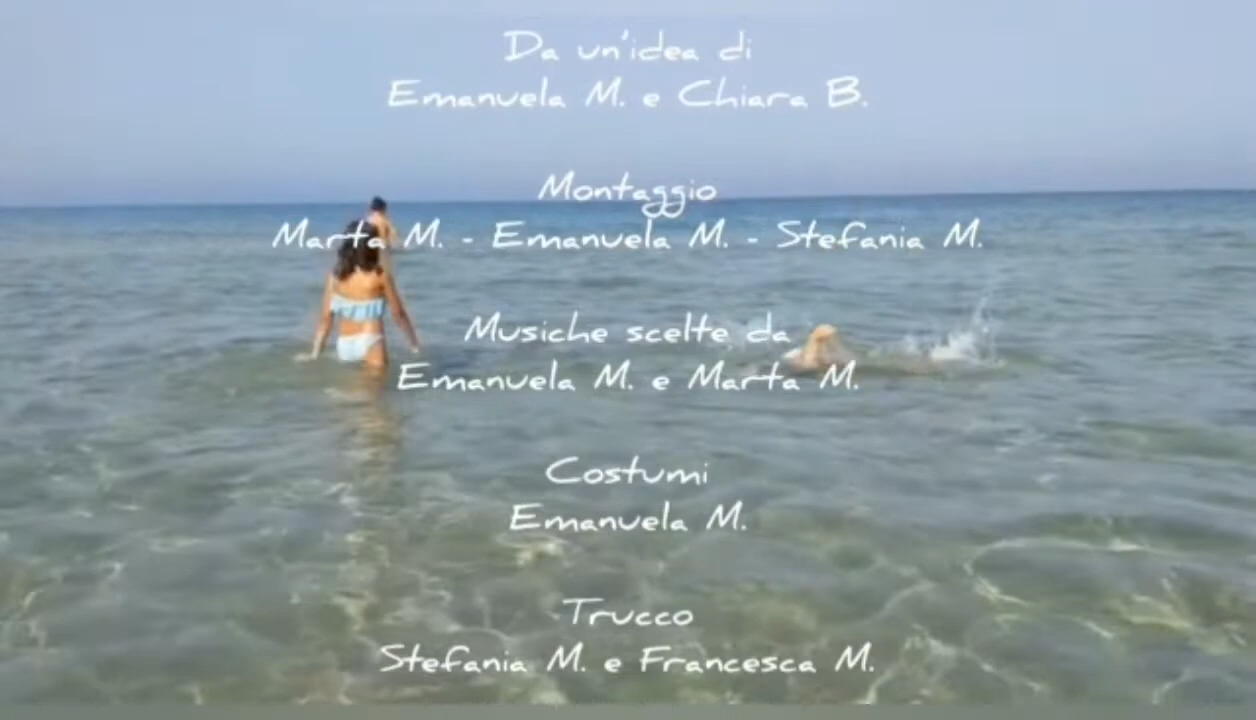 Da un'idea di
Emanuela M. e Chiara B.
Montaggio
Marta M. - Emanuela M. - Stefania M.
Musiche scelte da
Emanuela M. e Marta M.
Costumi
Emanuela M.
Trucco
Stefania M. e Francesca M.